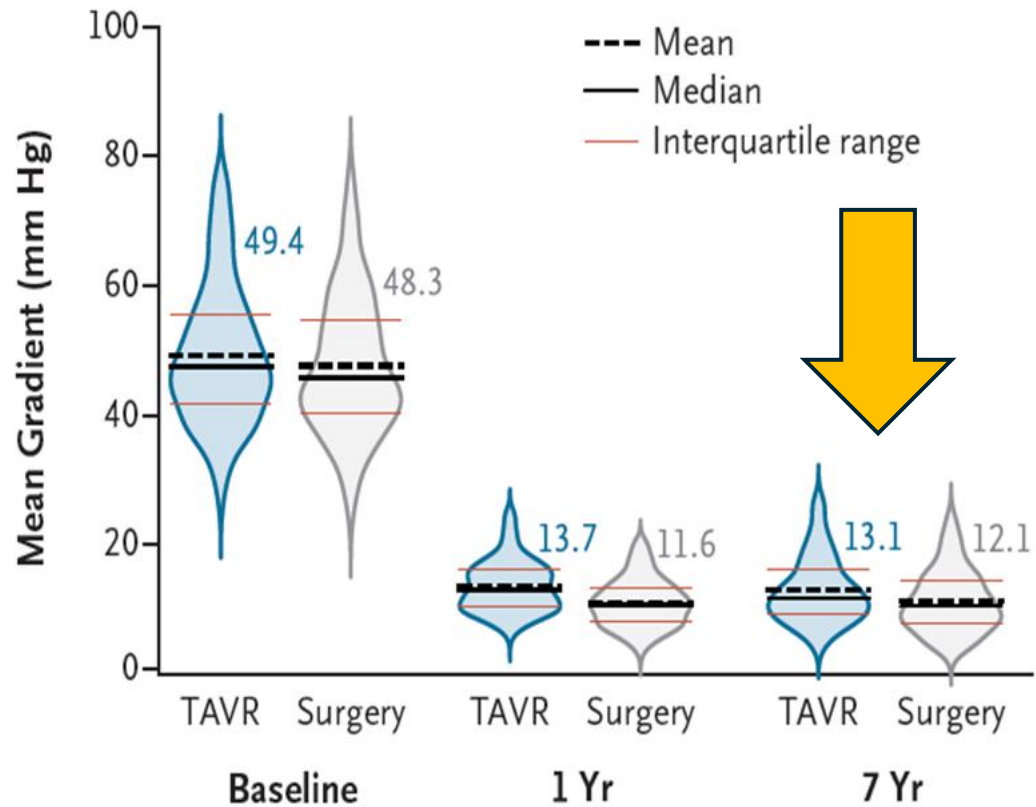 100
80
60
40
20
0
Mean Gradient (mm Hg)
Mean
Median
Interquartile range
49.4
48.3
13.7
11.6
13.1
12.1
TAVR Surgery TAVR Surgery TAVR Surgery
Baseline 1 Yr 7 Yr